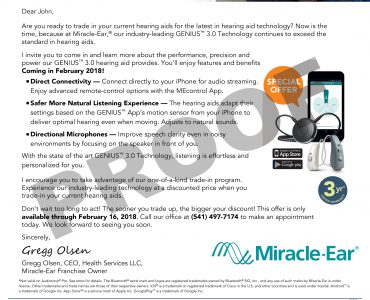 Dear John,
Are you ready to trade in your current hearing aids for the latest in hearing aid technology? Now is the
time, because at Miracle-Ear,® our industry-leading GENIUS™ 3.0 Technology continues to exceed the
standard in hearing aids.
I invite you to come in and learn more about the performance, precision and
power our GENIUS™ 3.0 hearing aid provides. You'll enjoy features and benefits
Coming in February 2018!
■ Direct Connectivity — Connect directly to your iPhone for audio streaming.
Enjoy advanced remote-control options with the MEcontrol App.
■ Safer More Natural Listening Experience — The hearing aids adapt their
settings based on the GENIUS™ App's motion sensor from your iPhone to
deliver optimal hearing even when moving. Adjusts to natural sounds.
■ Directional Microphones — Improve speech clarity even in noisy
environments by focusing on the speaker in front of you.
With the state of the art GENIUS™ 3.0 Technology, listening is effortless and
personalized for you.
I encourage you to take advantage of our one-of-a-kind trade-in program.
Experience our industry-leading technology at a discounted price when you
trade in your current hearing aids.
Don't wait too long to act! The sooner you trade up, the bigger your discount! This offer is only
available through February 16, 2018. Call our office at (541) 497-7174 to make an appointment
today. We look forward to seeing you soon.
Sincerely,
Gregg Olsen
Gregg Olsen, CEO, Health Services LLC,
Miracle-Ear Franchise Owner
SPECIAL
OFFER
App Store
Google play
3 yr
Miracle-Ear®
proof